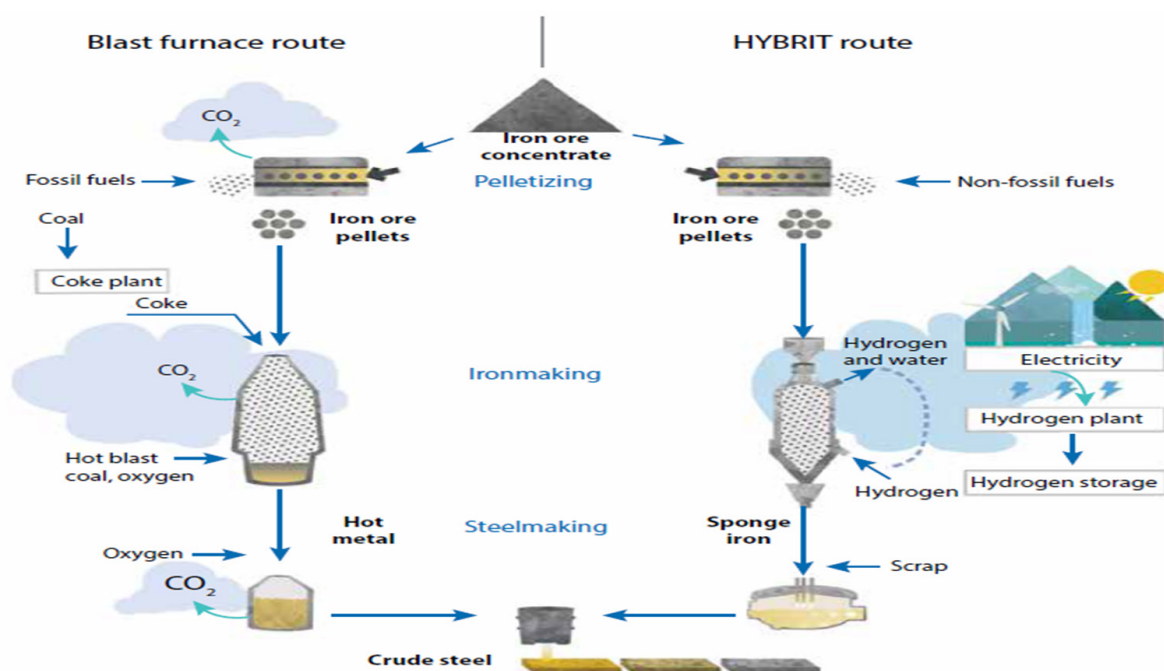 Blast furnace route
HYBRIT route
CO2
Iron ore
concentrate
Fossil fuels
Pelletizing
Non-fossil fuels
Coal
Iron ore
pellets
Iron ore
pellets
Coke plant
Coke
Hydrogen
and water
Electricity
CO2
Ironmaking
Hydrogen plant
Hot blast
coal, oxygen
Hydrogen
Hydrogen storage
Hot
metal
Steelmaking
Sponge
iron
Oxygen
Scrap
CO2
Crude steel